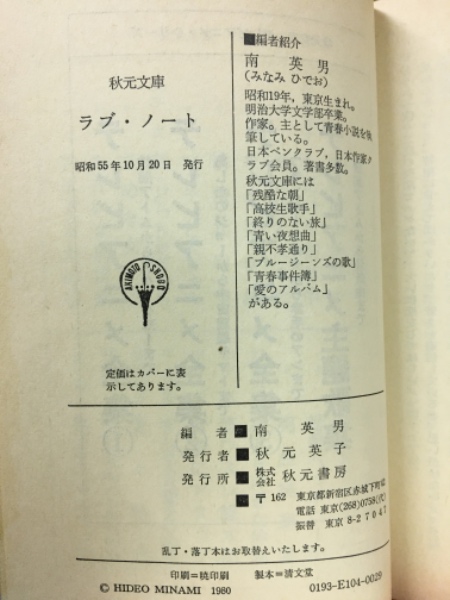 ■編者紹介
南　英男
(みなみ ひでお)
昭和19年，東京生まれ。
明治大学文学部卒業。
作家。主として青春小説を執
筆している。
日本ペンクラブ，日本作家ク
ラブ会員。著書多数。
秋元文庫には
「残酷な朝」
「高校生歌手」
「終りのない旅」
「青い夜想曲」
「親不孝通り」
「ブルージーンズの歌」
「青春事件簿」
「愛のアルバム」
がある。
秋元文庫
ラブ・ノート
昭和55年10月20日　発行
AKIMOTO SHOBO
定価はカバーに表
示してあります。
編者■南　英男
発行者■秋元英子
発行所■株式会社 秋元書房
■〒162　東京都新宿区赤城下町42
電話 東京(268)0758(代)
振替 東京 8-27047
乱丁・落丁本はお取替えいたします。
印刷＝暁印刷　製本＝清文堂
© HIDEO MINAMI 1980
0193-E104-0029